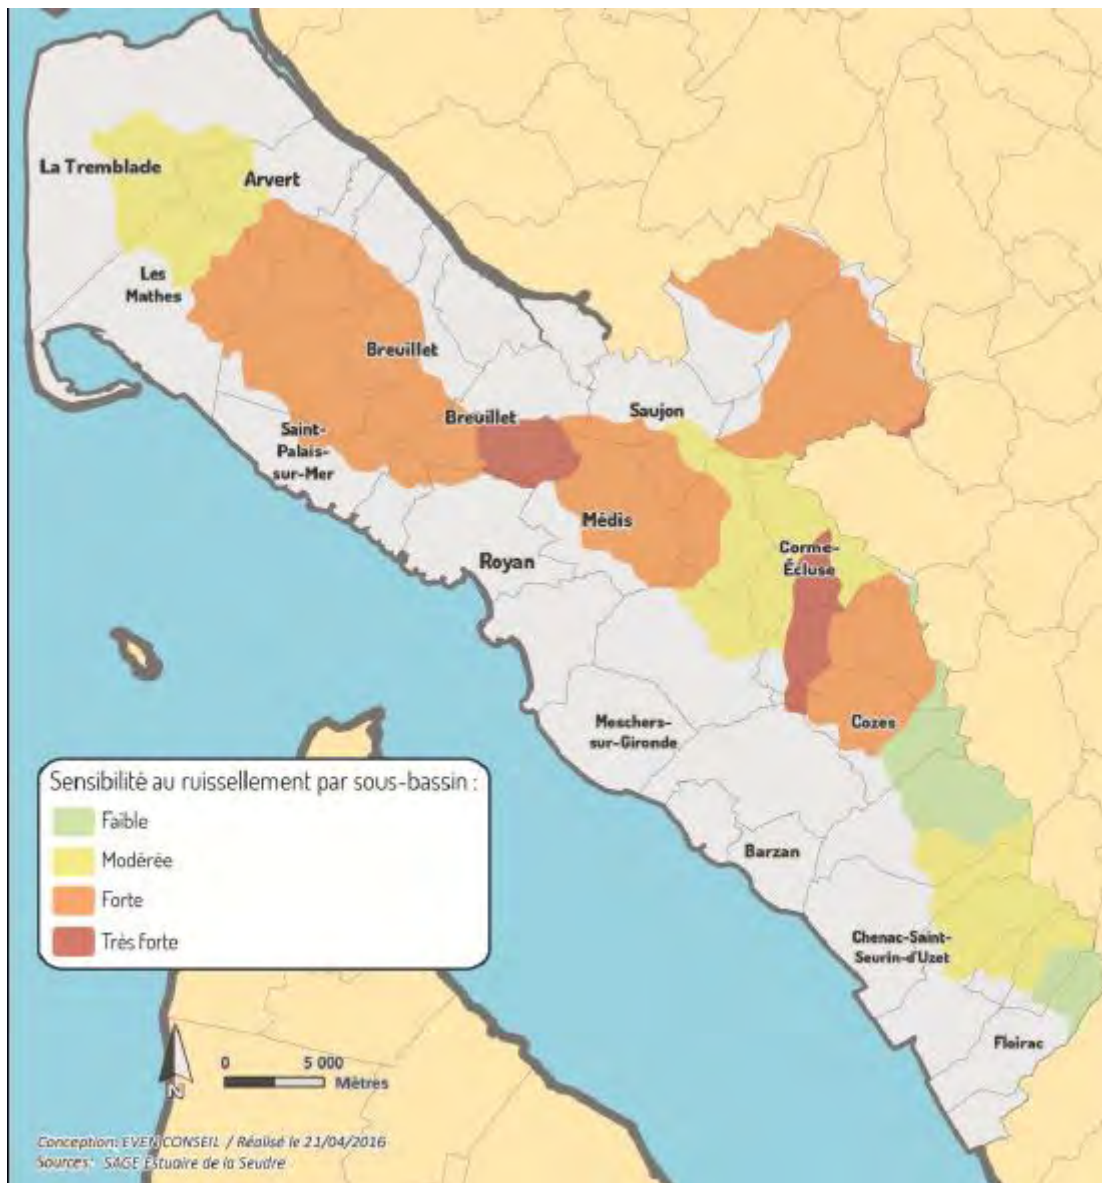 La Tremblade
Arvert
Les
Mathes
Breuillet
Breuillet
Saujon
Saint-
Palais-
sur-Mer
Médis
Royan
Corme-
Écluse
Meschers-
sur-Gironde
Cozes
Barzan
Chenac-Saint-
Seurin-d'Uzet
Floirac
Sensibilité au ruissellement par sous-bassin :
Faible
Modérée
Forte
Très forte
0 5 000
Mètres
N
Conception: EVEN CONSEIL / Réalisé le 21/04/2016
Sources: SAGE Estuaire de la Seudre